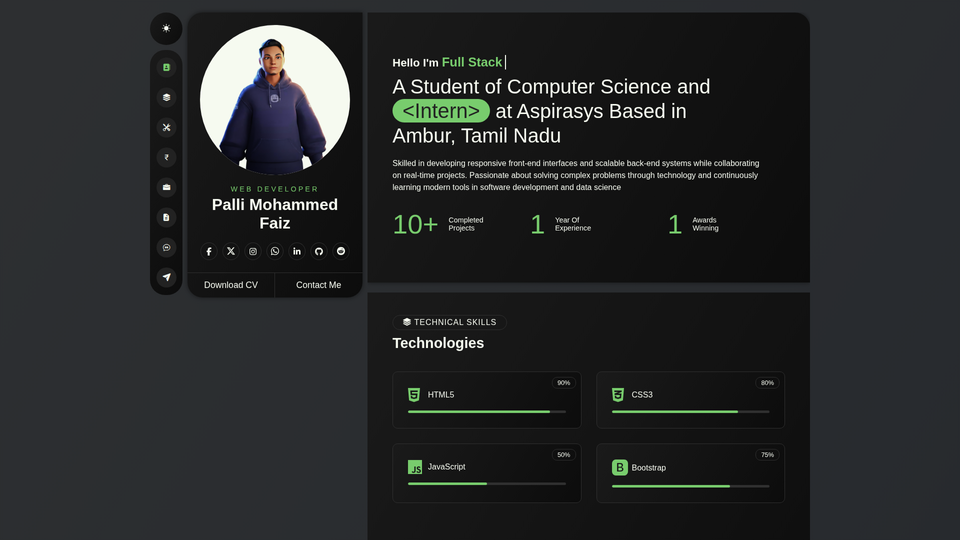 WEB DEVELOPER
Palli Mohammed
Faiz
Download CV
Contact Me
Hello I'm Full Stack
A Student of Computer Science and
<Intern> at Aspirasys Based in
Ambur, Tamil Nadu
Skilled in developing responsive front-end interfaces and scalable back-end systems while collaborating
on real-time projects. Passionate about solving complex problems through technology and continuously
learning modern tools in software development and data science
10+ Completed
Projects
1 Year Of
Experience
1 Awards
Winning
TECHNICAL SKILLS
Technologies
90%
HTML5
80%
CSS3
50%
JS JavaScript
75%
B Bootstrap